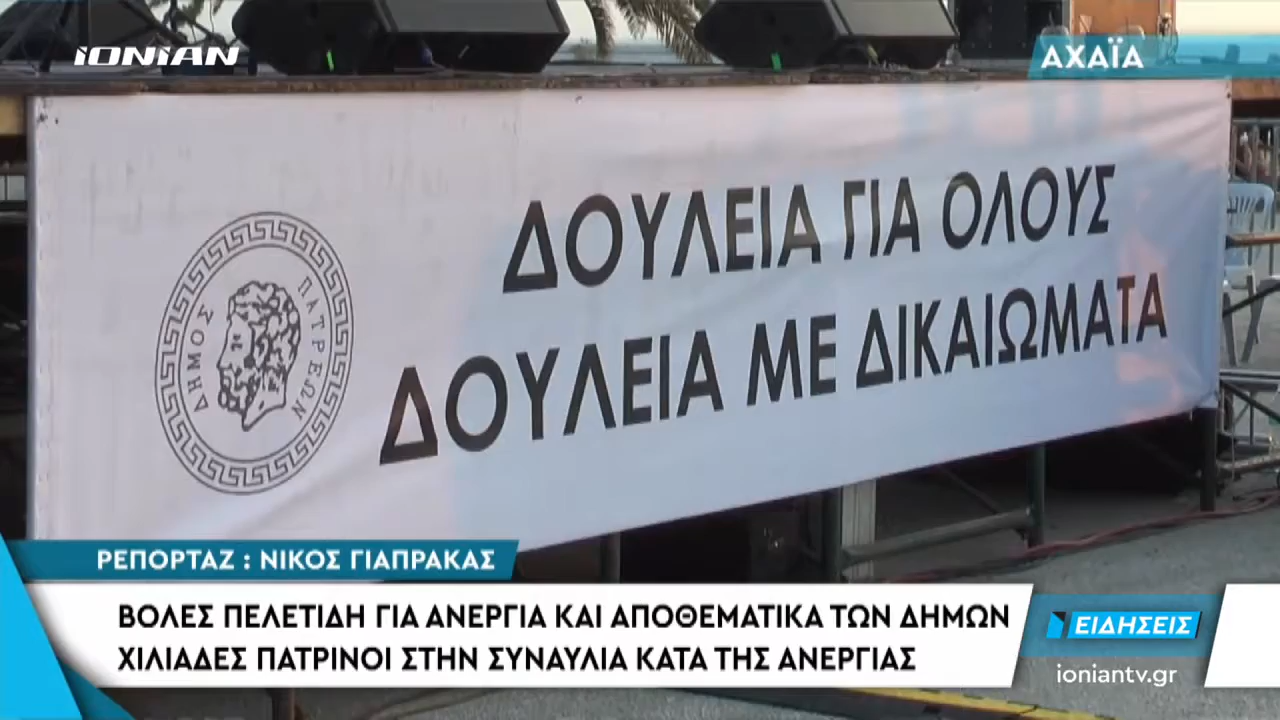 IONIAN
ΑΧΑΪΑ
ΔΟΥΛΕΙΑ ΓΙΑ ΟΛΟΥΣ
ΔΟΥΛΕΙΑ ΜΕ ΔΙΚΑΙΩΜΑΤΑ
ΔΗΜΟΣ ΠΑΤΡΕΩΝ
ΡΕΠΟΡΤΑΖ : ΝΙΚΟΣ ΓΙΑΠΡΑΚΑΣ
ΒΟΛΕΣ ΠΕΛΕΤΙΔΗ ΓΙΑ ΑΝΕΡΓΙΑ ΚΑΙ ΑΠΟΘΕΜΑΤΙΚΑ ΤΩΝ ΔΗΜΩΝ
ΧΙΛΙΑΔΕΣ ΠΑΤΡΙΝΟΙ ΣΤΗΝ ΣΥΝΑΥΛΙΑ ΚΑΤΑ ΤΗΣ ΑΝΕΡΓΙΑΣ
ΕΙΔΗΣΕΙΣ
ioniantv.gr